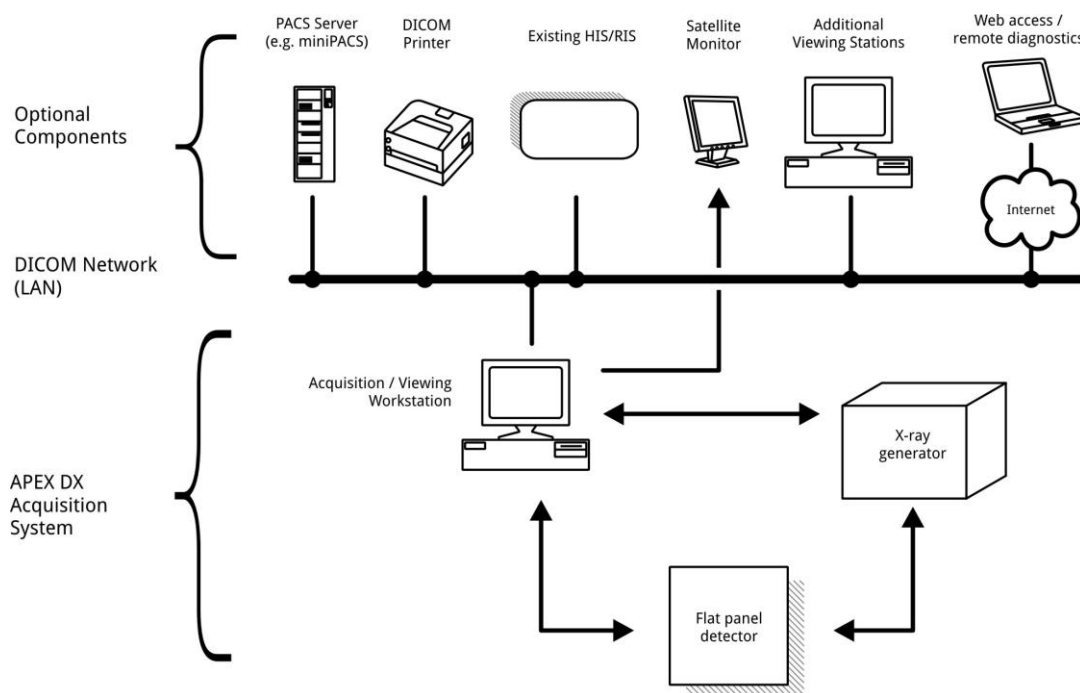 PACS Server
(e.g. miniPACS)
DICOM
Printer
Existing HIS/RIS
Satellite
Monitor
Additional
Viewing Stations
Web access /
remote diagnostics
Optional
Components
Internet
DICOM Network
(LAN)
Acquisition / Viewing
Workstation
X-ray
generator
APEX DX
Acquisition
System
Flat panel
detector